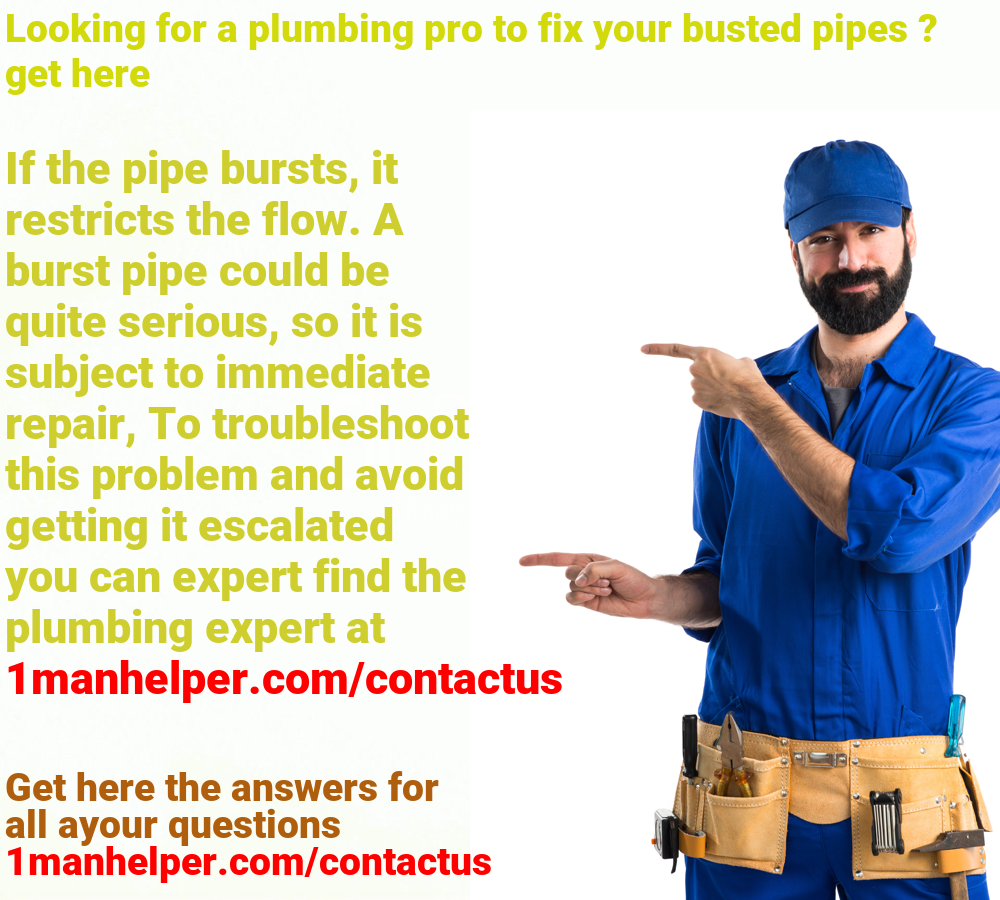 Looking for a plumbing pro to fix your busted pipes ?
get here
If the pipe bursts, it
restricts the flow. A
burst pipe could be
quite serious, so it is
subject to immediate
repair, To troubleshoot
this problem and avoid
getting it escalated
you can expert find the
plumbing expert at
1manhelper.com/contactus
Get here the answers for
all ayour questions
1manhelper.com/contactus